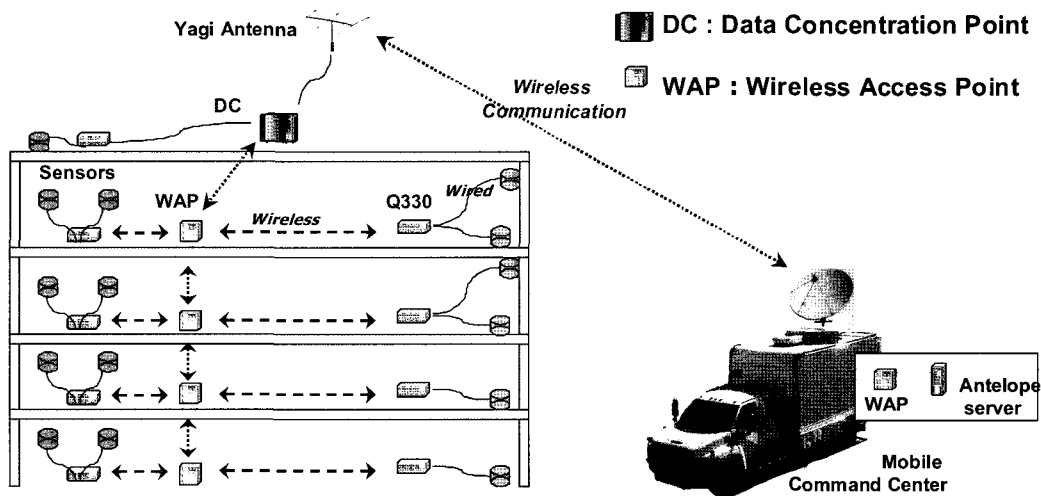 Yagi Antenna
DC : Data Concentration Point
WAP : Wireless Access Point
Wireless
Communication
DC
Sensors
WAP
Wireless
Q330
Wired
WAP
Antelope
server
Mobile
Command Center